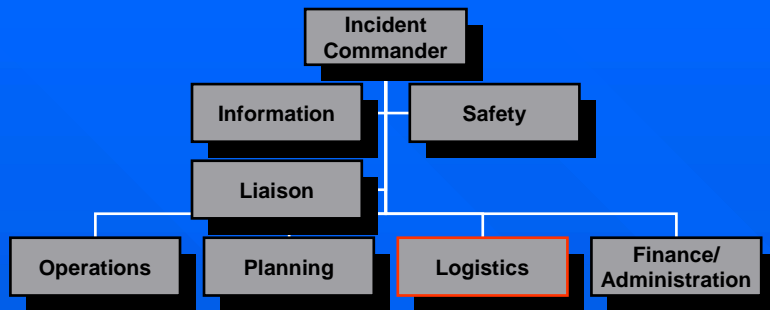 Incident
Commander
Information
Safety
Liaison
Operations
Planning
Logistics
Finance/
Administration